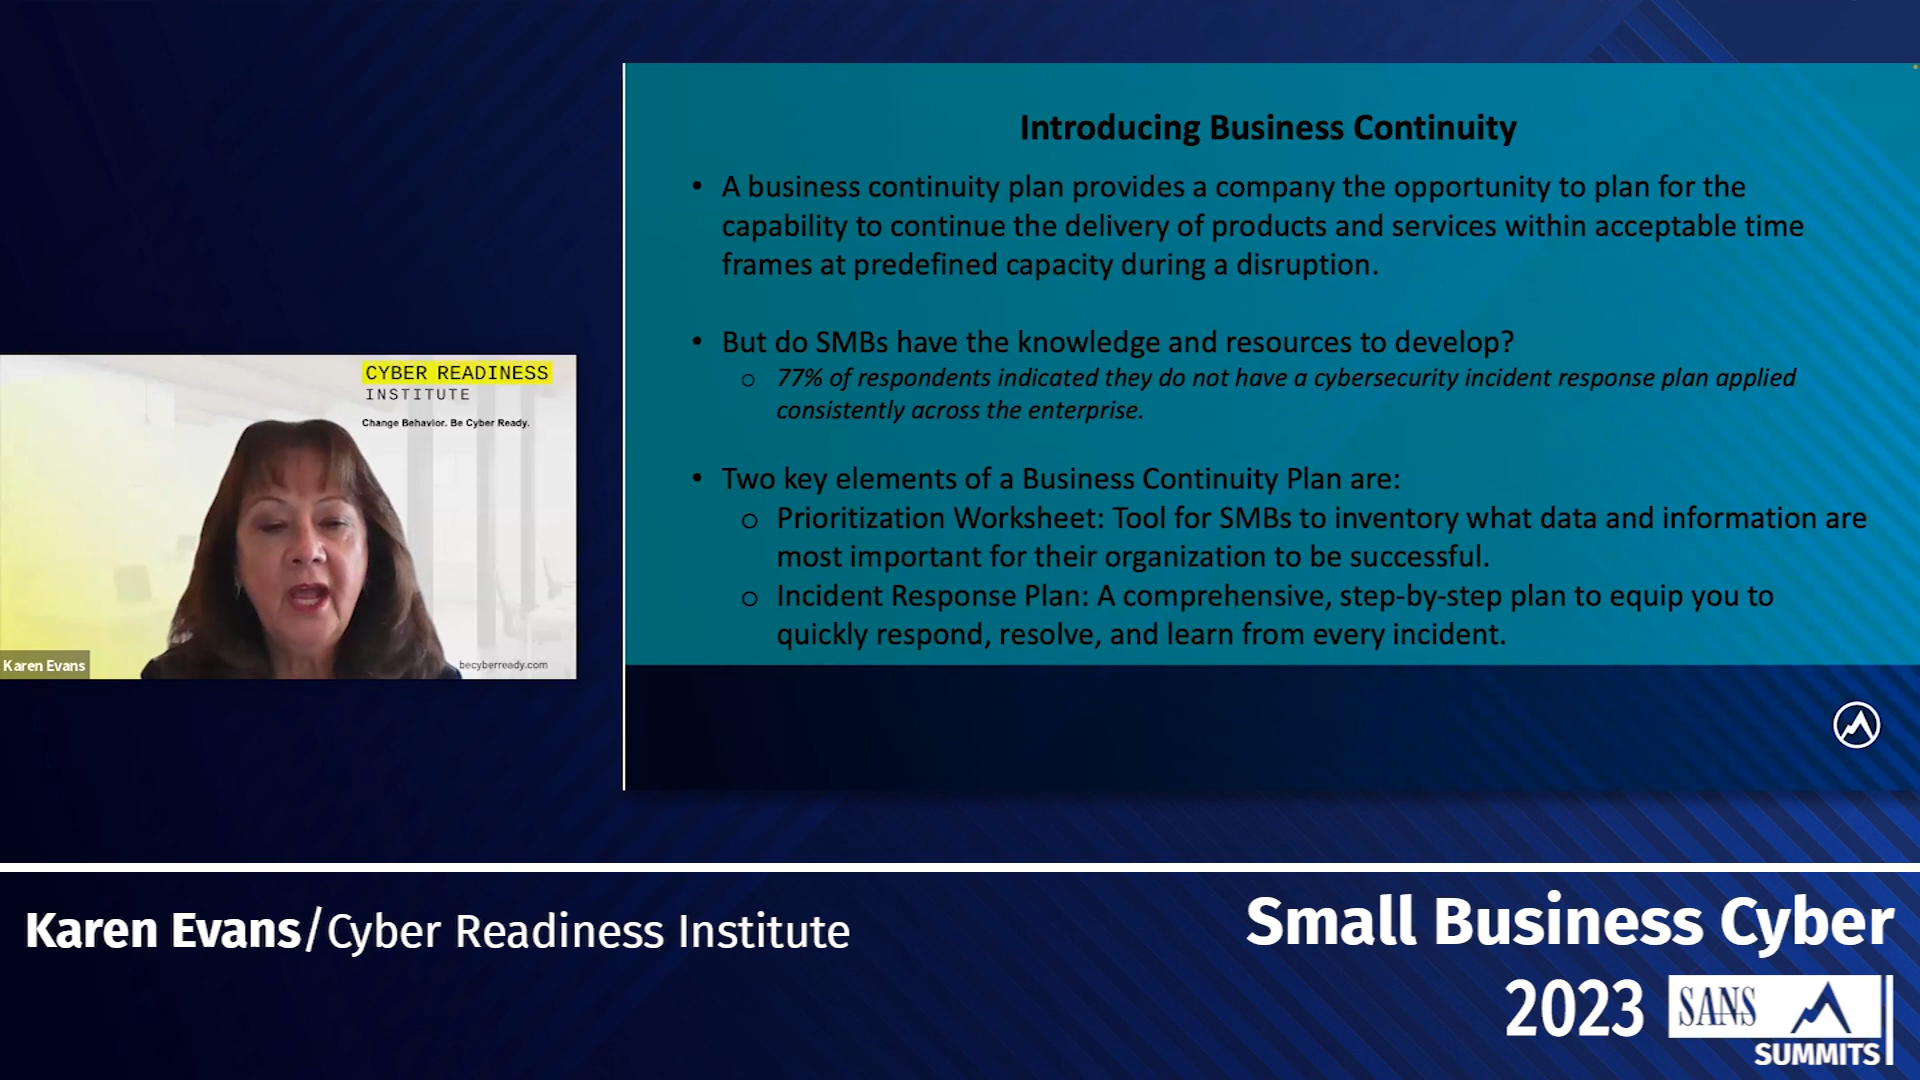 Introducing Business Continuity
• A business continuity plan provides a company the opportunity to plan for the
capability to continue the delivery of products and services within acceptable time
frames at predefined capacity during a disruption.
• But do SMBs have the knowledge and resources to develop?
o 77% of respondents indicated they do not have a cybersecurity incident response plan applied
consistently across the enterprise.
• Two key elements of a Business Continuity Plan are:
o Prioritization Worksheet: Tool for SMBs to inventory what data and information are
most important for their organization to be successful.
o Incident Response Plan: A comprehensive, step-by-step plan to equip you to
quickly respond, resolve, and learn from every incident.
CYBER READINESS
INSTITUTE
Change Behavior. Be Cyber Ready.
Karen Evans
becyberready.com
Karen Evans/Cyber Readiness Institute
Small Business Cyber
2023
SANS
SUMMITS